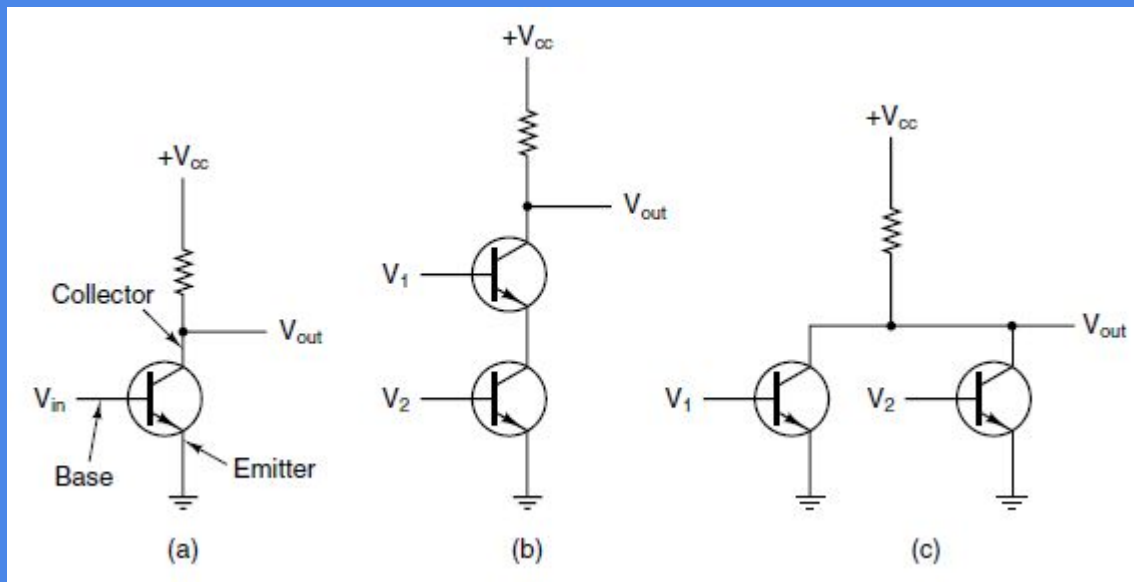 +Vcc
Collector
Vin
Base
Vout
Emitter
(a)
+Vcc
Vout
V1
V2
(b)
+Vcc
Vout
V1
V2
(c)